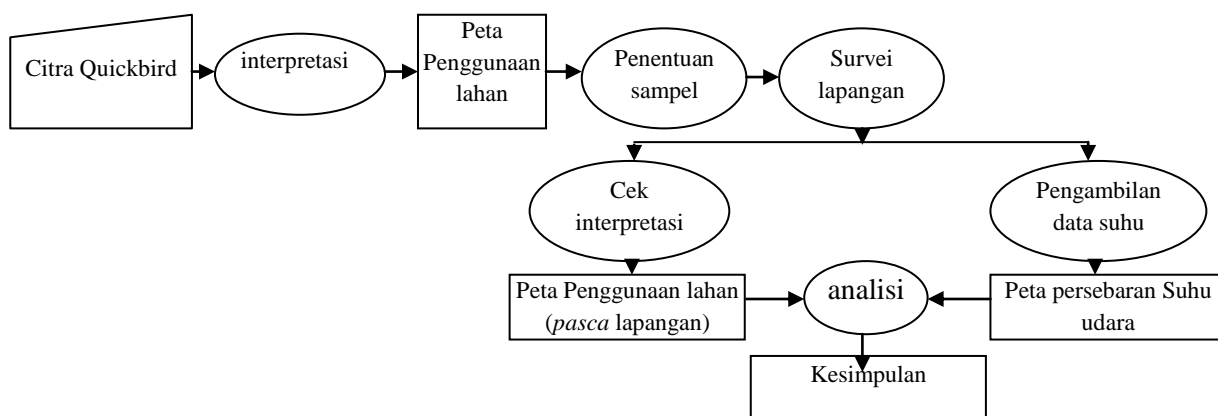 Citra Quickbird
interpretasi
Peta
Penggunaan
lahan
Penentuan
sampel
Survei
lapangan
Cek
interpretasi
Pengambilan
data suhu
Peta Penggunaan lahan
(pasca lapangan)
analisi
Peta persebaran Suhu
udara
Kesimpulan